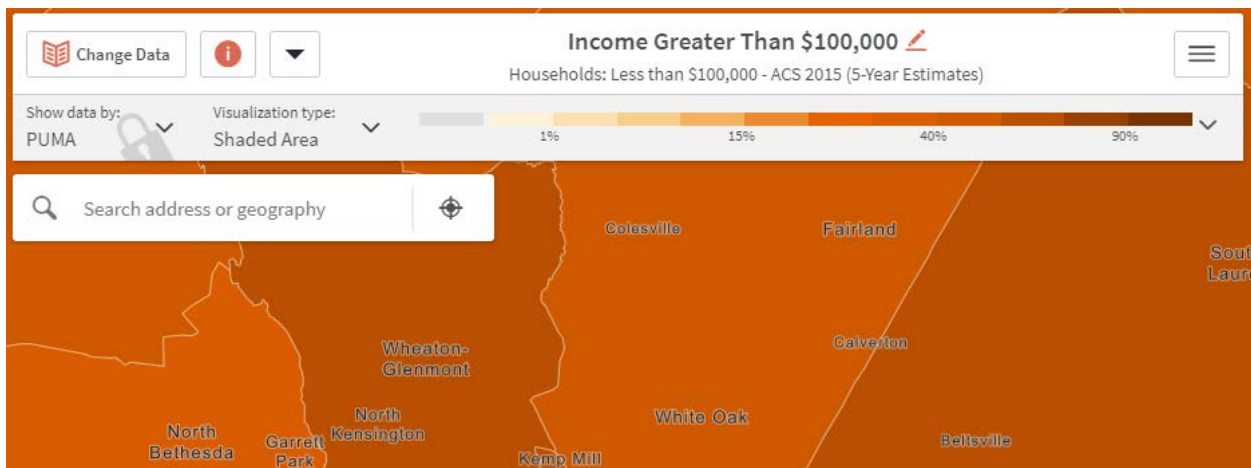 Change Data
i
Income Greater Than $100,000
Households: Less than $100,000 - ACS 2015 (5-Year Estimates)
Show data by:
PUMA
Visualization type:
Shaded Area
1%
15%
40%
90%
Search address or geography
Colesville
Fairland
Sout
Laure
Wheaton-
Glenmont
Calverton
North
Kensington
White Oak
North
Bethesda
Garrett
Park
Beltsville
Kemp Mill